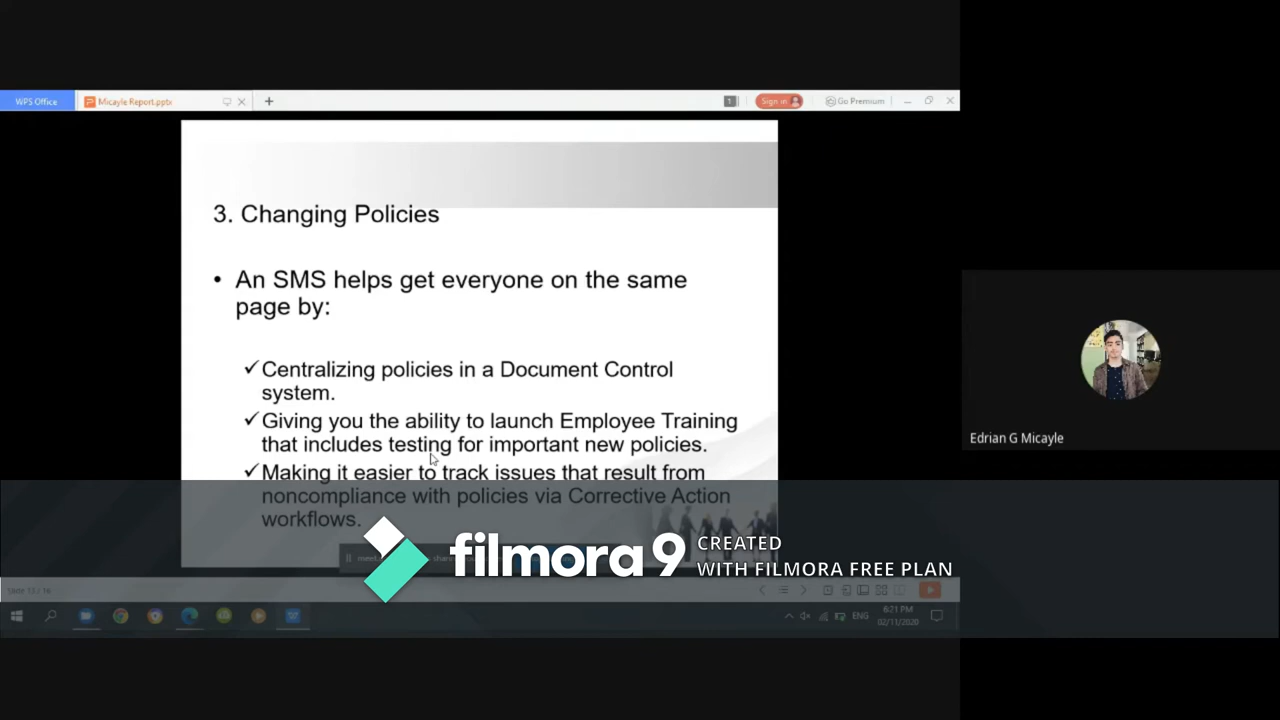 WPS Office
Micayle Report.pptx
1
Sign in
Go Premium
3. Changing Policies
• An SMS helps get everyone on the same
page by:
✓Centralizing policies in a Document Control
system.
✓Giving you the ability to launch Employee Training
that includes testing for important new policies.
✓Making it easier to track issues that result from
noncompliance with policies via Corrective Action
workflows.
Edrian G Micayle
filmora9
CREATED
WITH FILMORA FREE PLAN
ENG
6:21 PM
02/11/2020